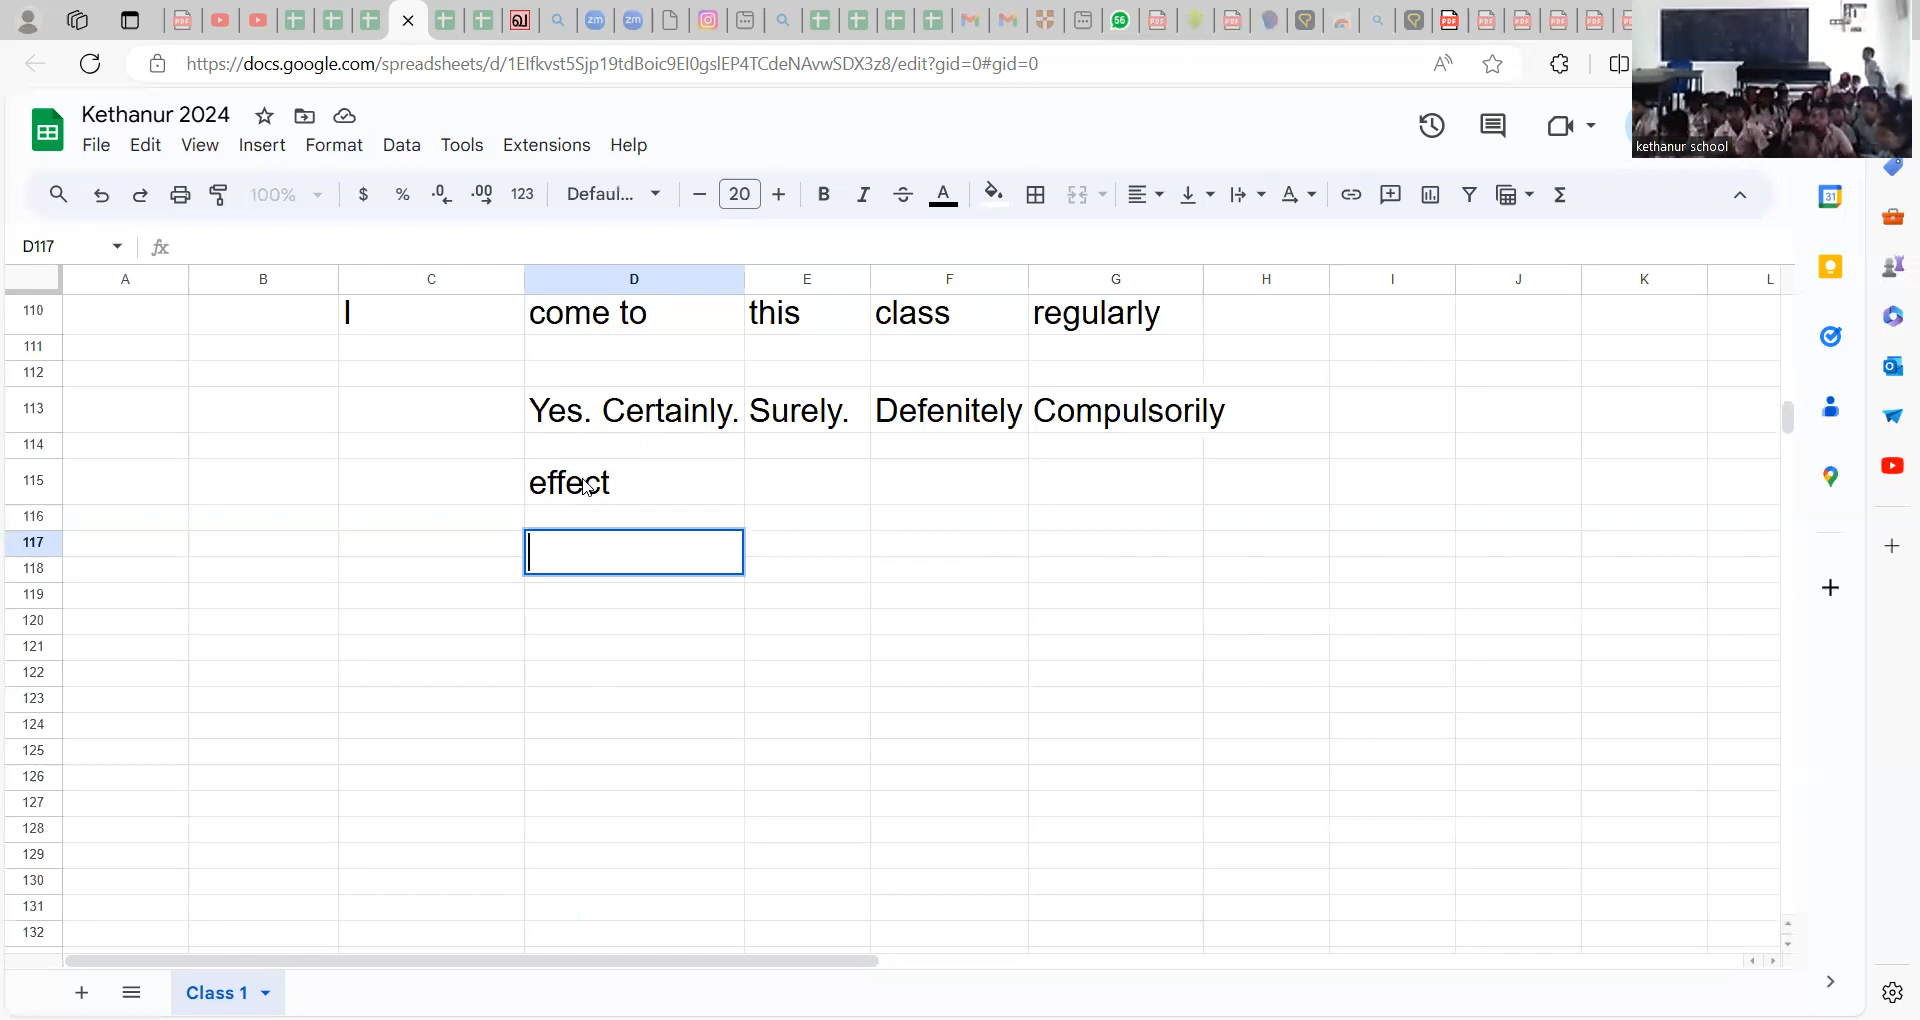 https://docs.google.com/spreadsheets/d/1EIfkvst5Sjp19tdBoic9EI0gslEP4TCdeNAvwSDX3z8/edit?gid=0#gid=0
kethanur school
Kethanur 2024
File Edit View Insert Format Data Tools Extensions Help
100% $ % .0 .00 123 Defaul... 20
D117
A B C D E F G H I J K L
110 I come to this class regularly
111
112
113 Yes. Certainly. Surely. Defenitely Compulsorily
114
115 effect
116
117
118
119
120
121
122
123
124
125
126
127
128
129
130
131
132
Class 1